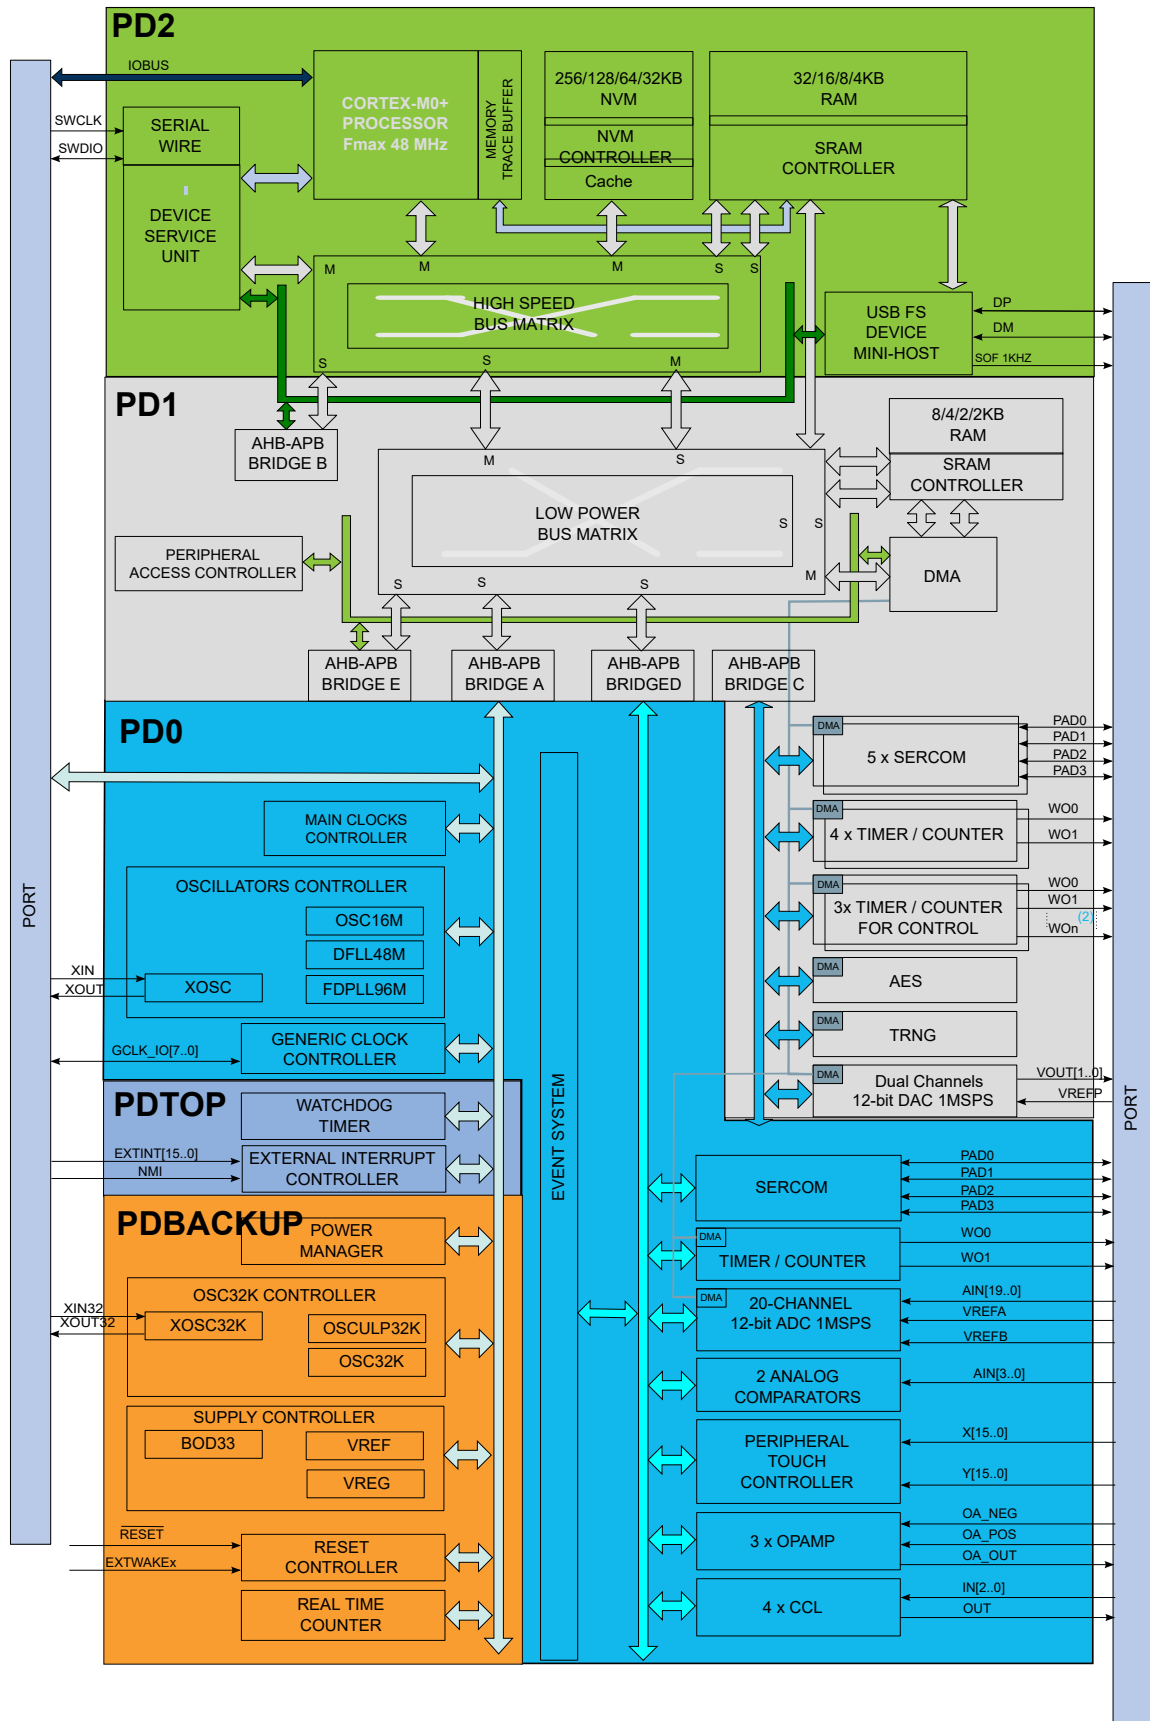 PD2
IOBUS
SWCLK
SWDIO
SERIAL
WIRE
DEVICE
SERVICE
UNIT
CORTEX-M0+
PROCESSOR
Fmax 48 MHz
MEMORY
TRACE BUFFER
256/128/64/32KB
NVM
NVM
CONTROLLER
Cache
32/16/8/4KB
RAM
SRAM
CONTROLLER
M
M
M
S
S
HIGH SPEED
BUS MATRIX
S
S
M
USB FS
DEVICE
MINI-HOST
DP
DM
SOF 1KHZ
PD1
AHB-APB
BRIDGE B
8/4/2/2KB
RAM
SRAM
CONTROLLER
M
S
LOW POWER
BUS MATRIX
S
S
M
S
S
S
PERIPHERAL
ACCESS CONTROLLER
DMA
AHB-APB
BRIDGE E
AHB-APB
BRIDGE A
AHB-APB
BRIDGED
AHB-APB
BRIDGE C
PD0
DMA
5 x SERCOM
PAD0
PAD1
PAD2
PAD3
MAIN CLOCKS
CONTROLLER
DMA
4 x TIMER / COUNTER
WO0
WO1
OSCILLATORS CONTROLLER
OSC16M
DFLL48M
FDPLL96M
XOSC
XIN
XOUT
DMA
3x TIMER / COUNTER
FOR CONTROL
WO0
WO1
(2)
WOn
DMA
AES
DMA
TRNG
GCLK_IO[7..0]
GENERIC CLOCK
CONTROLLER
DMA
Dual Channels
12-bit DAC 1MSPS
VOUT[1..0]
VREFP
PORT
PORT
EVENT SYSTEM
PDTOP
WATCHDOG
TIMER
EXTINT[15..0]
NMI
EXTERNAL INTERRUPT
CONTROLLER
SERCOM
PAD0
PAD1
PAD2
PAD3
PDBACKUP
POWER
MANAGER
DMA
TIMER / COUNTER
WO0
WO1
OSC32K CONTROLLER
XIN32
XOUT32
XOSC32K
OSCULP32K
OSC32K
DMA
20-CHANNEL
12-bit ADC 1MSPS
AIN[19..0]
VREFA
VREFB
2 ANALOG
COMPARATORS
AIN[3..0]
SUPPLY CONTROLLER
BOD33
VREF
VREG
PERIPHERAL
TOUCH
CONTROLLER
X[15..0]
Y[15..0]
RESET
EXTWAKEx
RESET
CONTROLLER
3 x OPAMP
OA_NEG
OA_POS
OA_OUT
REAL TIME
COUNTER
4 x CCL
IN[2..0]
OUT